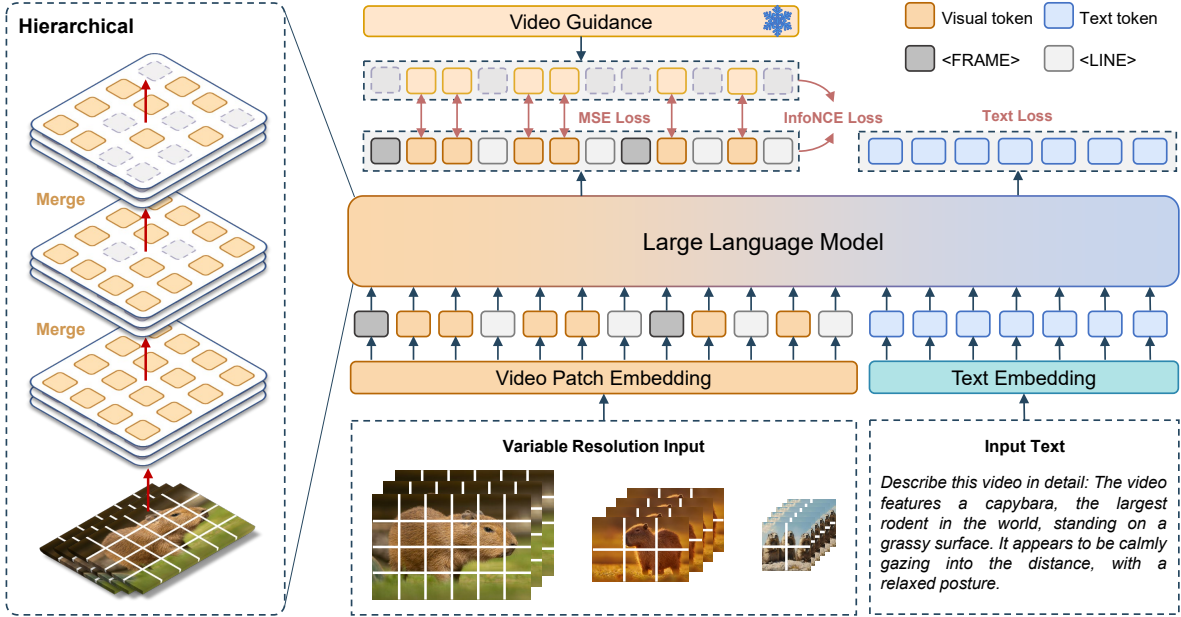 Hierarchical
Merge
Merge
Video Guidance
Visual token
Text token
<FRAME>
<LINE>
MSE Loss
InfoNCE Loss
Text Loss
Large Language Model
Video Patch Embedding
Text Embedding
Variable Resolution Input
Input Text
Describe this video in detail: The video
features a capybara, the largest
rodent in the world, standing on a
grassy surface. It appears to be calmly
gazing into the distance, with a
relaxed posture.